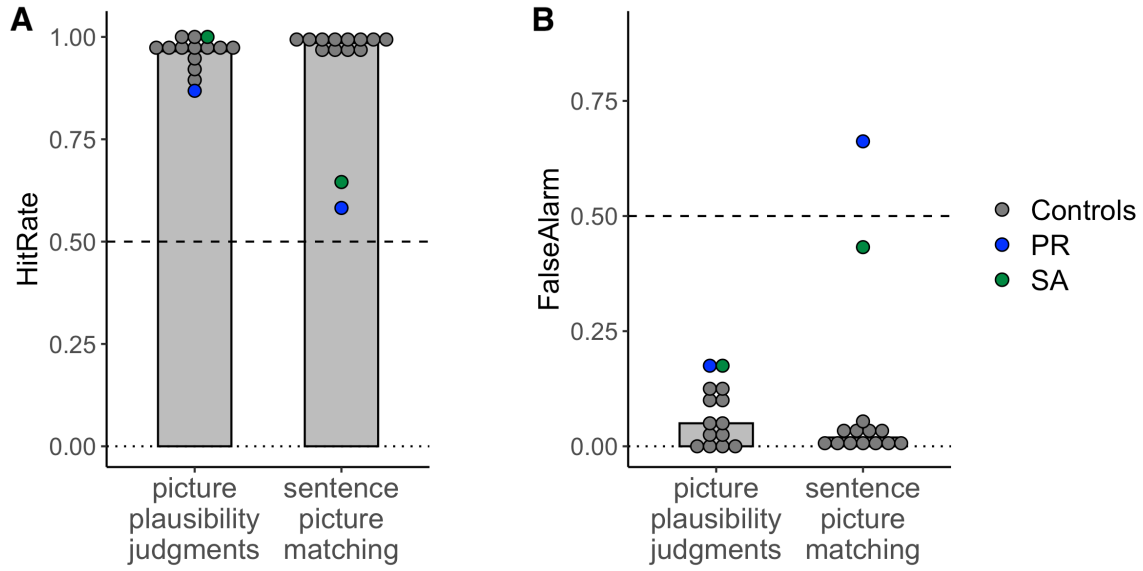 A
HitRate
1.00
0.75
0.50
0.25
0.00
picture
plausibility
judgments
sentence
picture
matching
B
FalseAlarm
0.75
0.50
0.25
0.00
picture
plausibility
judgments
sentence
picture
matching
Controls
PR
SA